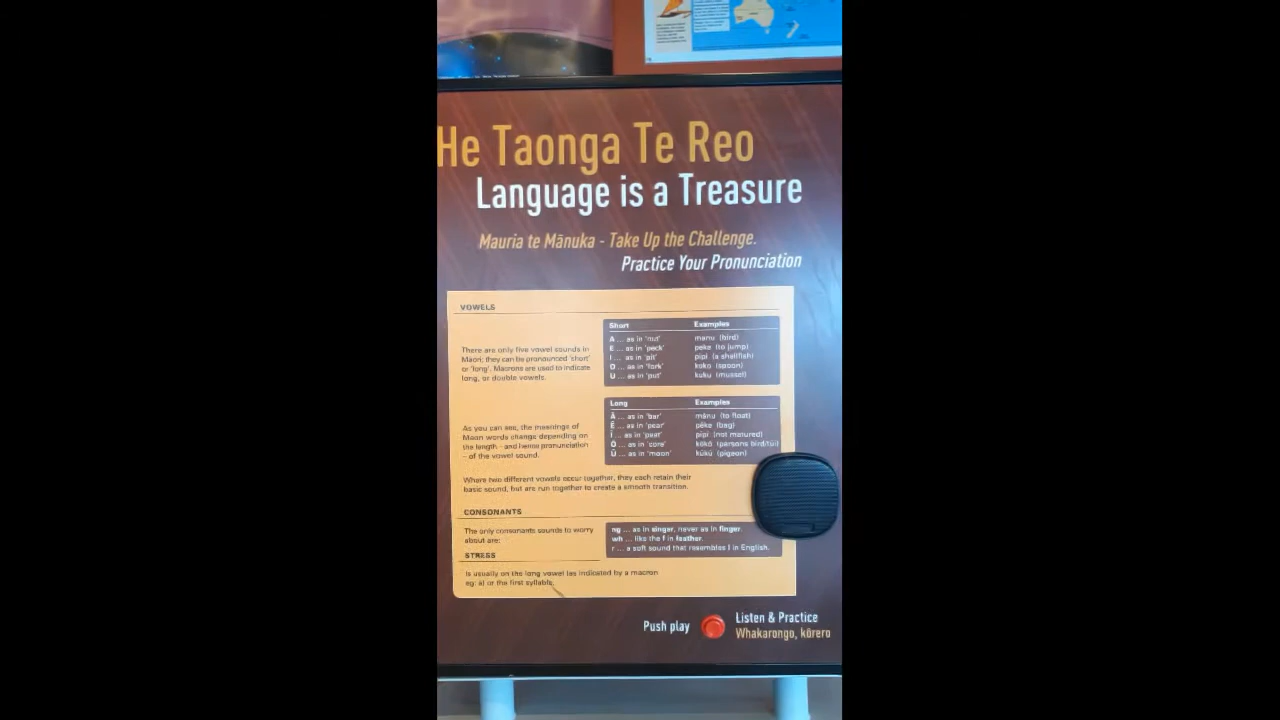 He Taonga Te Reo
Language is a Treasure
Mauria te Mānuka - Take Up the Challenge.
Practice Your Pronunciation
VOWELS
There are only five vowel sounds in
Māori; they can be pronounced 'short'
or 'long'. Macrons are used to indicate
long, or double vowels.
Short Examples
A ... as in 'nut' manu (bird)
E ... as in 'peck' peke (to jump)
I ... as in 'pit' pipi (a shellfish)
O ... as in 'fork' koko (spoon)
U ... as in 'put' kuku (mussel)
As you can see, the meanings of
Māori words change depending on
the length - and hence pronunciation
- of the vowel sound.
Long Examples
Ā ... as in 'bar' mānu (to float)
Ē ... as in 'pear' pēke (bag)
Ī ... as in 'peat' pīpī (not matured)
Ō ... as in 'core' kōkō (parsons bird/tui)
Ū ... as in 'moon' kūkū (pigeon)
Where two different vowels occur together, they each retain their
basic sound, but are run together to create a smooth transition.
CONSONANTS
The only consonants sounds to worry
about are:
ng ... as in singer, never as in finger.
wh ... like the f in feather.
r ... a soft sound that resembles l in English.
STRESS
Is usually on the long vowel (as indicated by a macron
eg: ā) or the first syllable.
Push play
Listen & Practice
Whakarongo, kōrero